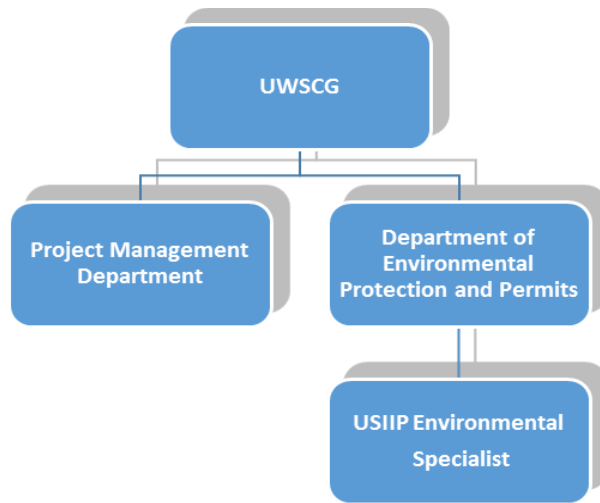 UWSCG
Project Management
Department
Department of
Environmental
Protection and Permits
USIIP Environmental
Specialist